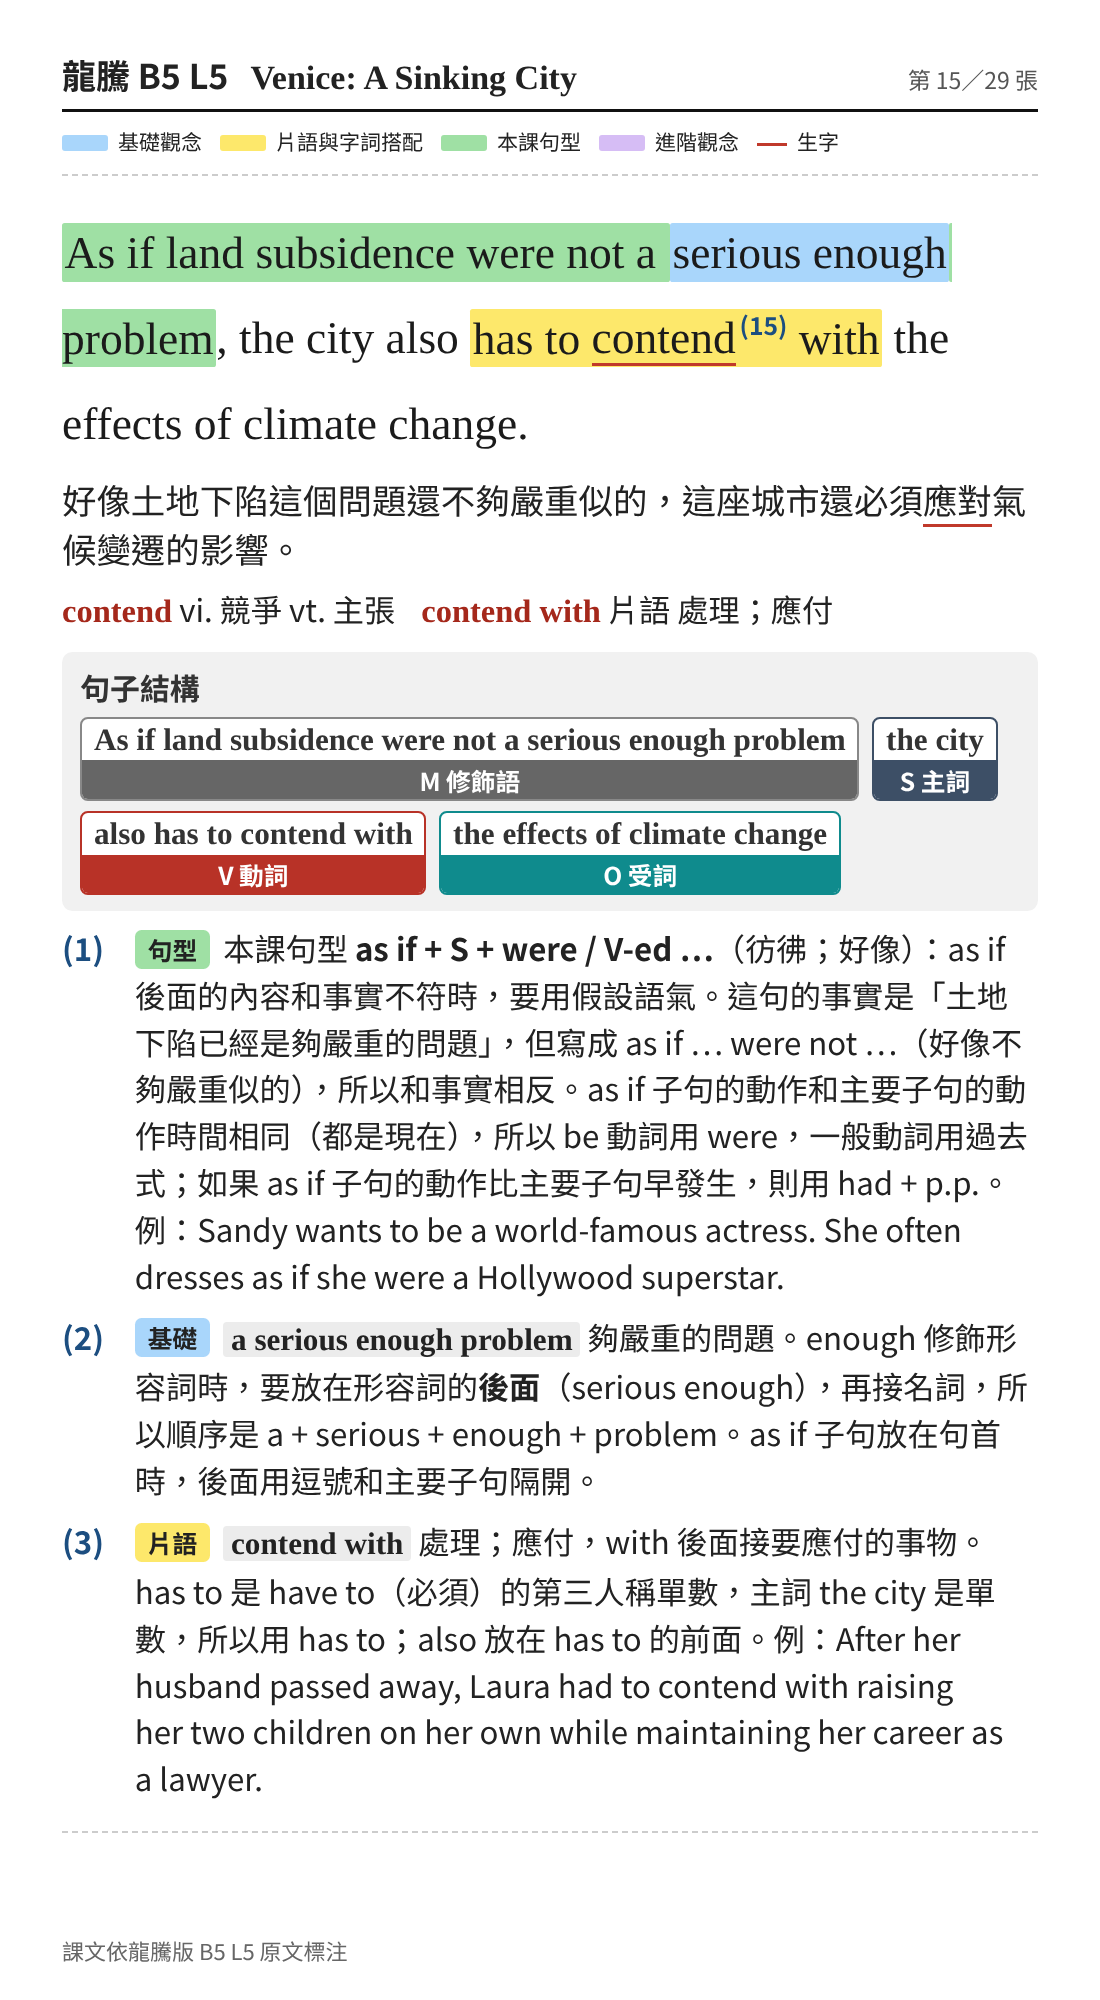 龍騰 B5 L5 Venice: A Sinking City 第 15／29 張
基礎觀念 片語與字詞搭配 本課句型 進階觀念 生字
As if land subsidence were not a serious enough
problem, the city also has to contend(15) with the
effects of climate change.
好像土地下陷這個問題還不夠嚴重似的，這座城市還必須應對氣
候變遷的影響。
contend vi. 競爭 vt. 主張 contend with 片語 處理；應付
句子結構
As if land subsidence were not a serious enough problem the city
M 修飾語 S 主詞
also has to contend with the effects of climate change
V 動詞 O 受詞
(1) 句型 本課句型 as if + S + were / V-ed …（彷彿；好像）：as if
後面的內容和事實不符時，要用假設語氣。這句的事實是「土地
下陷已經是夠嚴重的問題」，但寫成 as if … were not …（好像不
夠嚴重似的），所以和事實相反。as if 子句的動作和主要子句的動
作時間相同（都是現在），所以 be 動詞用 were，一般動詞用過去
式；如果 as if 子句的動作比主要子句早發生，則用 had + p.p.。
例：Sandy wants to be a world-famous actress. She often
dresses as if she were a Hollywood superstar.
(2) 基礎 a serious enough problem 夠嚴重的問題。enough 修飾形
容詞時，要放在形容詞的後面（serious enough），再接名詞，所
以順序是 a + serious + enough + problem。as if 子句放在句首
時，後面用逗號和主要子句隔開。
(3) 片語 contend with 處理；應付，with 後面接要應付的事物。
has to 是 have to（必須）的第三人稱單數，主詞 the city 是單
數，所以用 has to；also 放在 has to 的前面。例：After her
husband passed away, Laura had to contend with raising
her two children on her own while maintaining her career as
a lawyer.
課文依龍騰版 B5 L5 原文標注